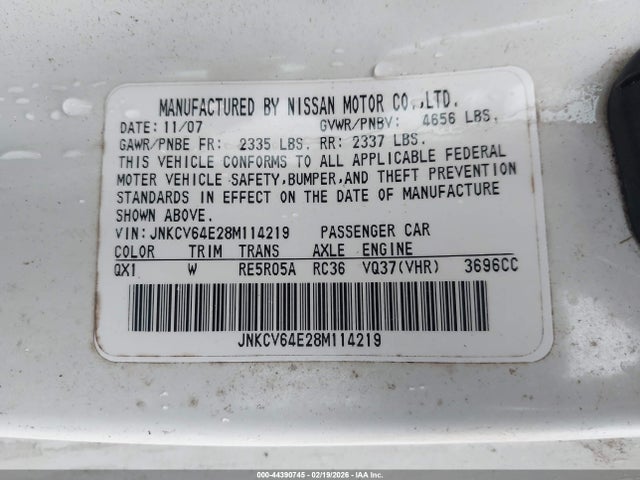 MANUFACTURED BY NISSAN MOTOR CO.,LTD.
DATE: 11/07 GVWR/PNBV: 4656 LBS.
GAWR/PNBE FR: 2335 LBS. RR: 2337 LBS.
THIS VEHICLE CONFORMS TO ALL APPLICABLE FEDERAL
MOTER VEHICLE SAFETY,BUMPER,AND THEFT PREVENTION
STANDARDS IN EFFECT ON THE DATE OF MANUFACTURE
SHOWN ABOVE.
VIN: JNKCV64E28M114219 PASSENGER CAR
COLOR TRIM TRANS AXLE ENGINE
QX1 W RE5R05A RC36 VQ37(VHR) 3696CC
JNKCV64E28M114219
000-44390745 - 02/19/2026 - IAA Corp.